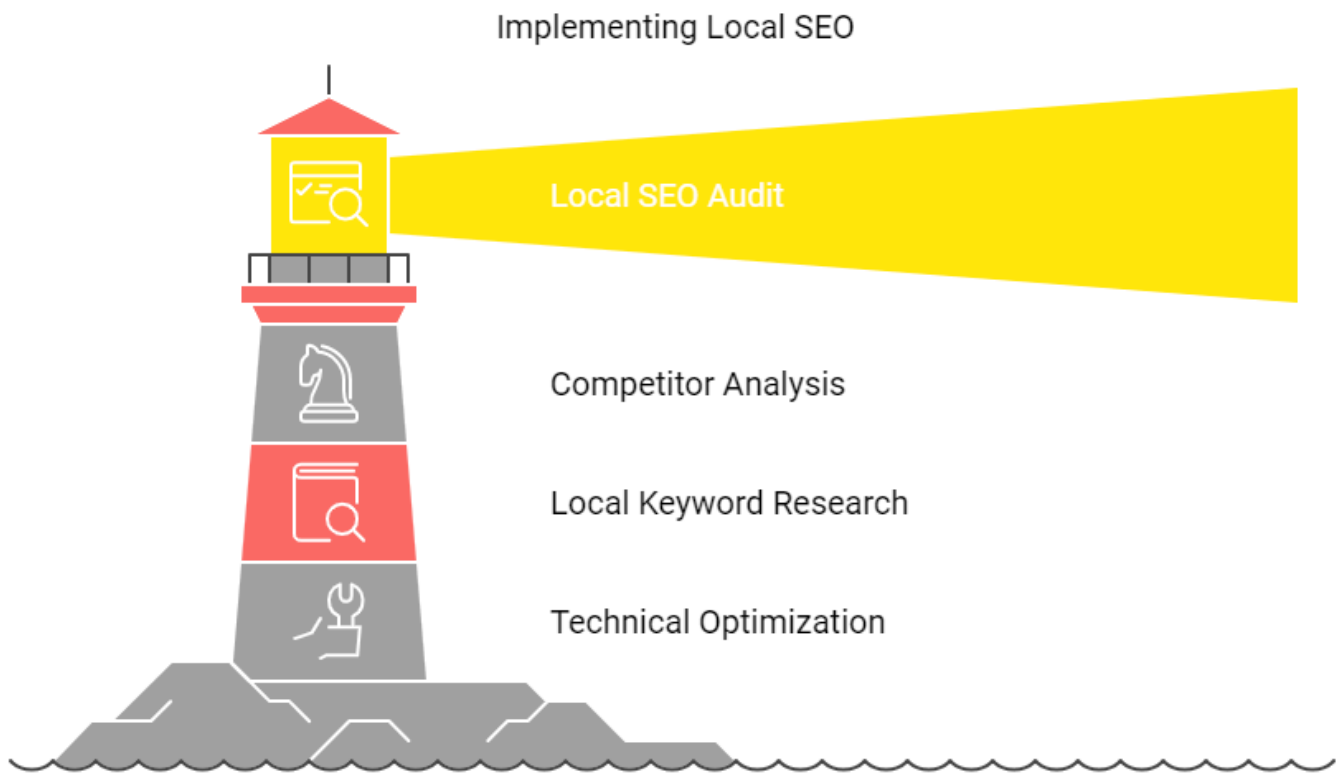 Implementing Local SEO
Local SEO Audit
Competitor Analysis
Local Keyword Research
Technical Optimization